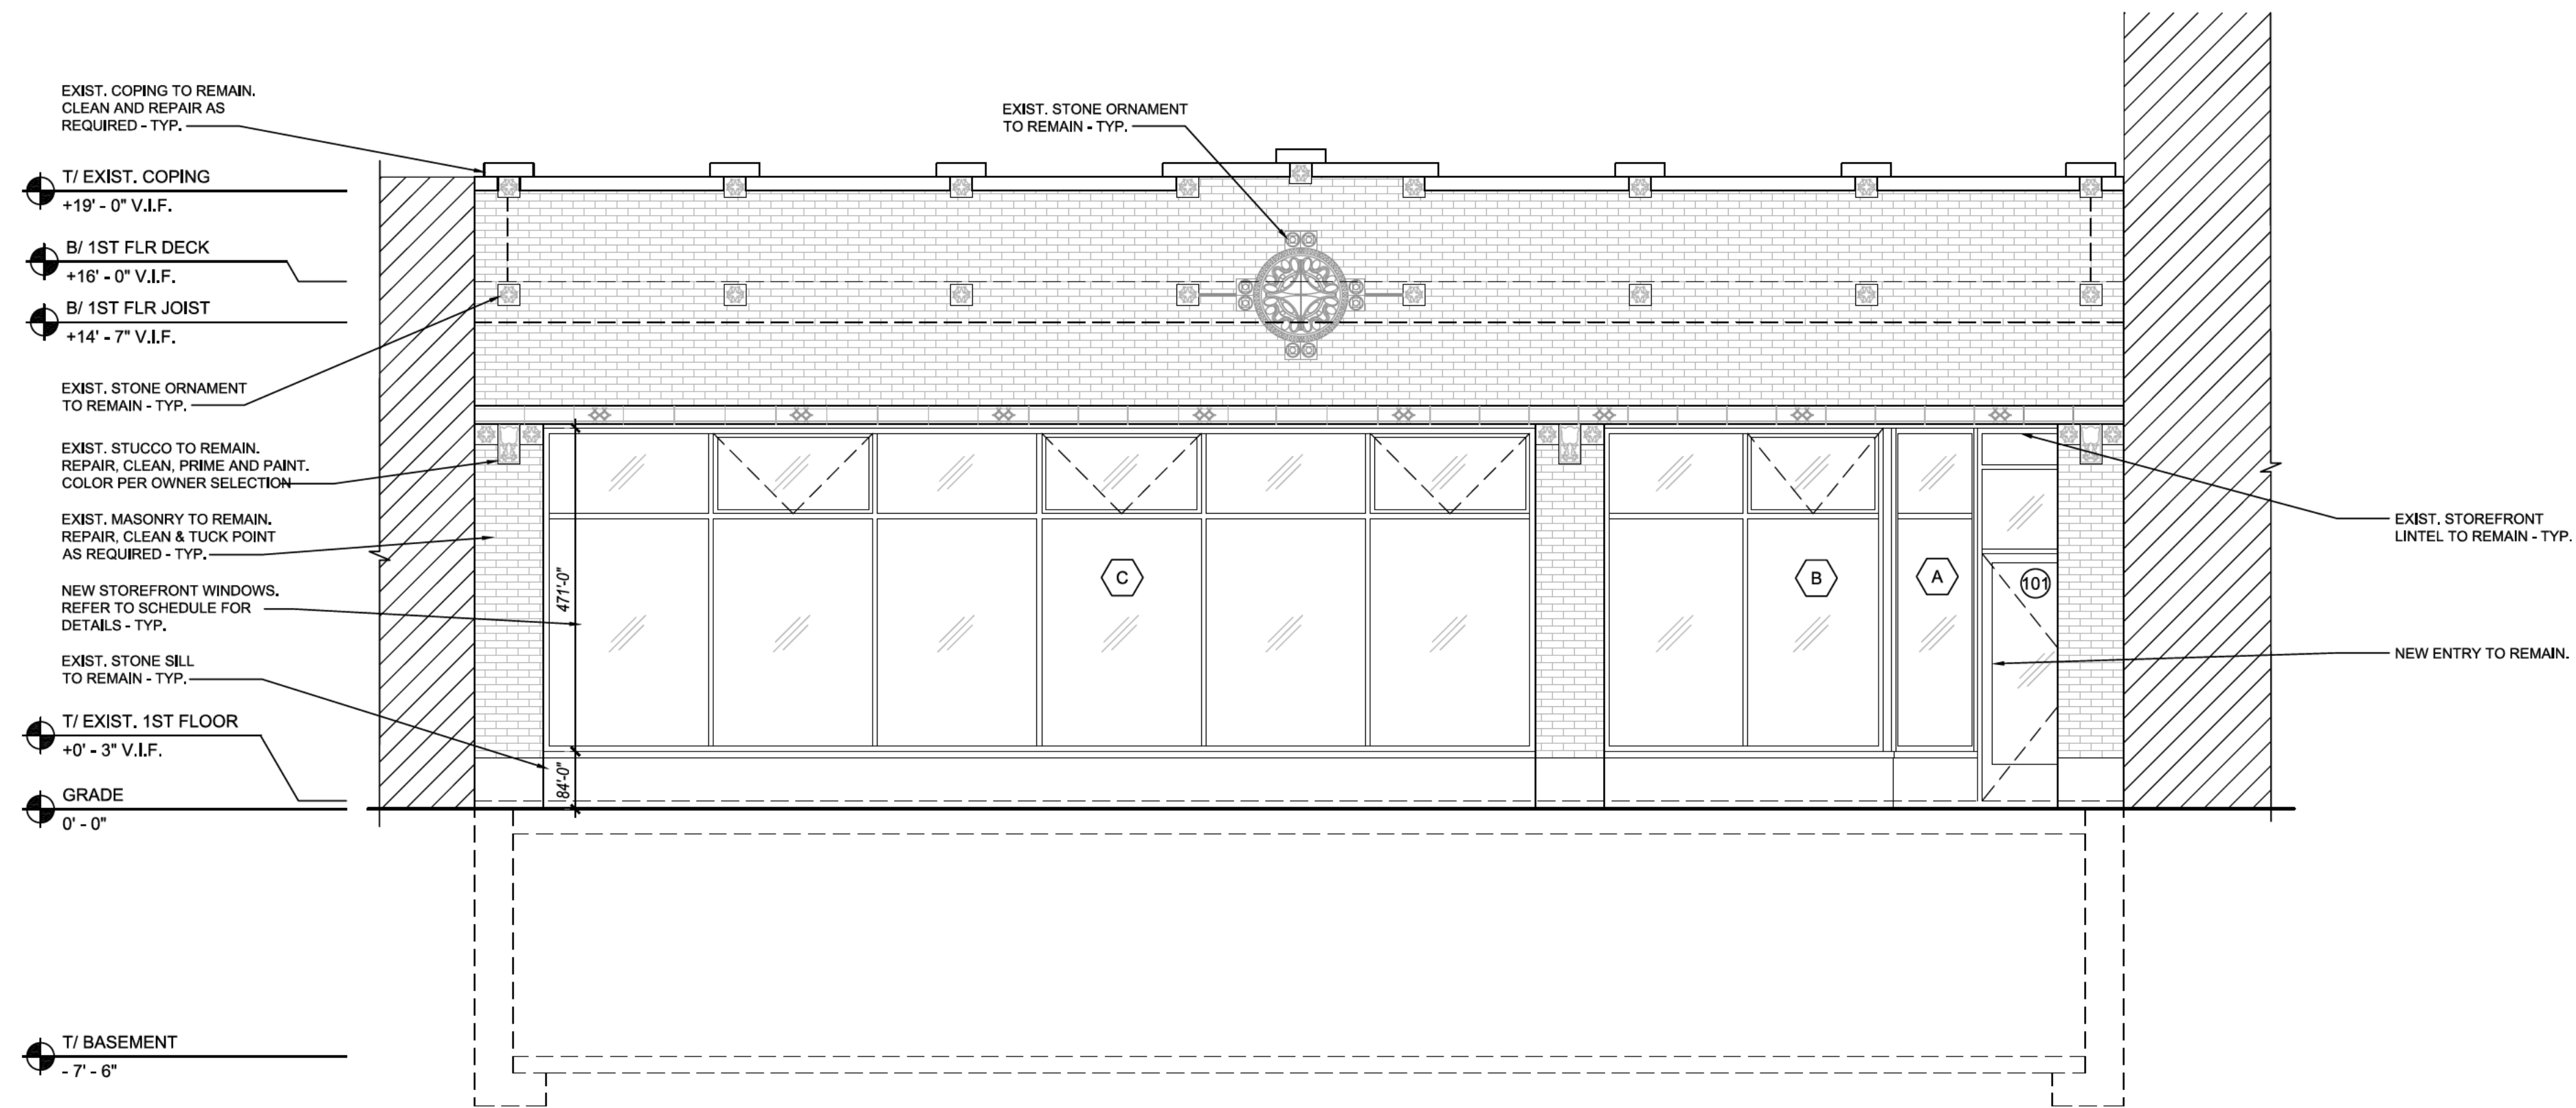 EXIST. COPING TO REMAIN.
CLEAN AND REPAIR AS
REQUIRED - TYP.
EXIST. STONE ORNAMENT
TO REMAIN - TYP.
T/ EXIST. COPING
+19' - 0" V.I.F.
B/ 1ST FLR DECK
+16' - 0" V.I.F.
B/ 1ST FLR JOIST
+14' - 7" V.I.F.
EXIST. STONE ORNAMENT
TO REMAIN - TYP.
EXIST. STUCCO TO REMAIN.
REPAIR, CLEAN, PRIME AND PAINT.
COLOR PER OWNER SELECTION
EXIST. MASONRY TO REMAIN.
REPAIR, CLEAN & TUCK POINT
AS REQUIRED - TYP.
NEW STOREFRONT WINDOWS.
REFER TO SCHEDULE FOR
DETAILS - TYP.
EXIST. STONE SILL
TO REMAIN - TYP.
T/ EXIST. 1ST FLOOR
+0' - 3" V.I.F.
GRADE
0' - 0"
T/ BASEMENT
- 7' - 6"
471'-0"
84'-0"
C
B
A
101
EXIST. STOREFRONT
LINTEL TO REMAIN - TYP.
NEW ENTRY TO REMAIN.